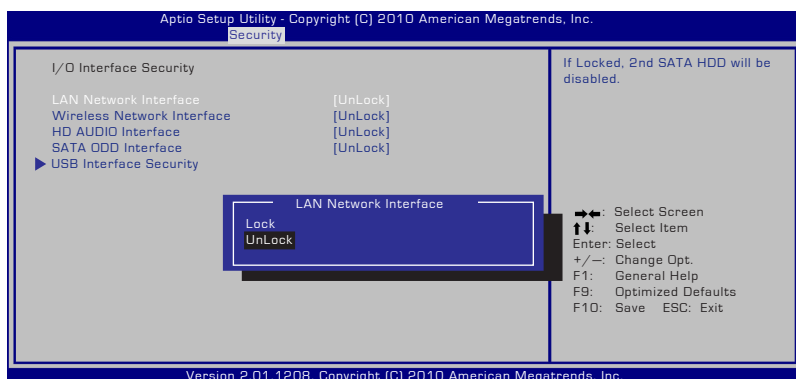 Aptio Setup Utility - Copyright (C) 2010 American Megatrends, Inc.
Security
I/O Interface Security
LAN Network Interface [UnLock]
Wireless Network Interface [UnLock]
HD AUDIO Interface [UnLock]
SATA ODD Interface [UnLock]
USB Interface Security
If Locked, 2nd SATA HDD will be
disabled.
LAN Network Interface
Lock
UnLock
→←: Select Screen
↑↓: Select Item
Enter: Select
+/—: Change Opt.
F1: General Help
F9: Optimized Defaults
F10: Save ESC: Exit
Version 2.01.1208. Copyright (C) 2010 American Megatrends, Inc.